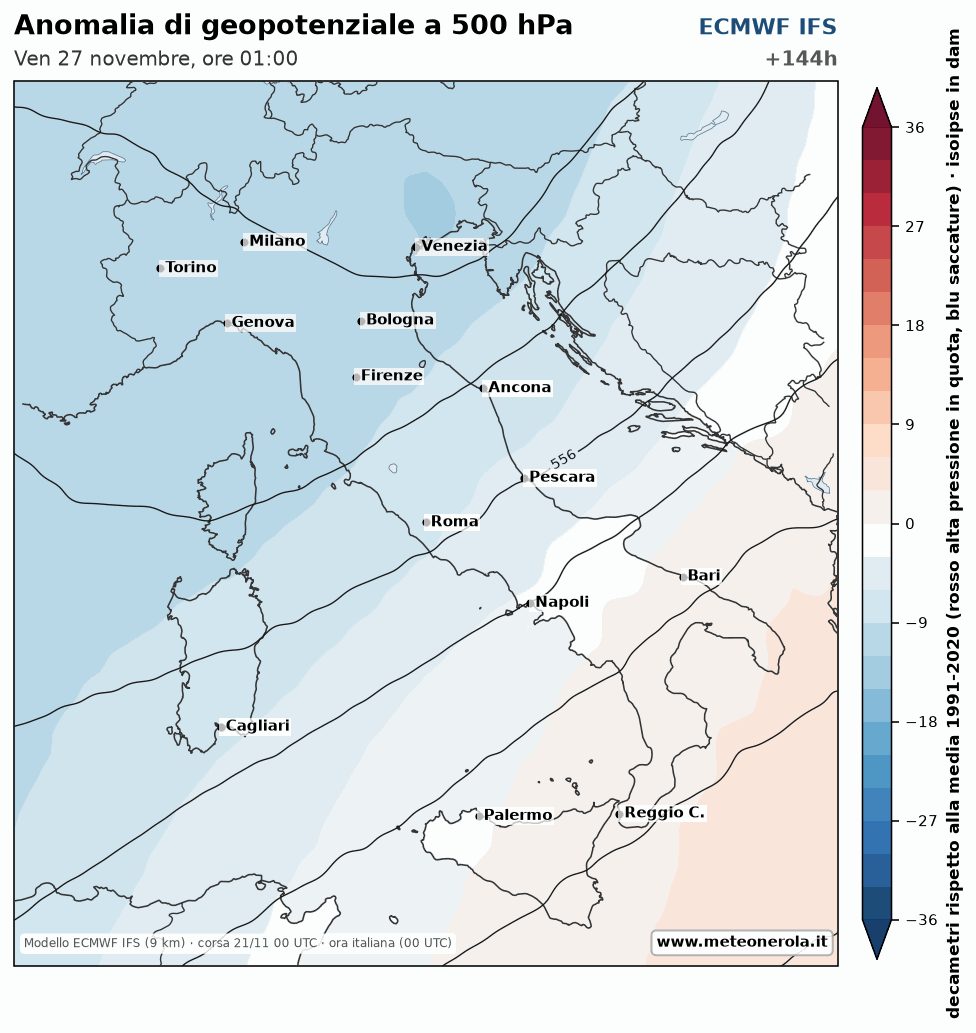 Anomalia di geopotenziale a 500 hPa
ECMWF IFS
Ven 27 novembre, ore 01:00
+144h
Milano
Venezia
Torino
Genova
Bologna
Firenze
Ancona
556
Pescara
Roma
Bari
Napoli
Cagliari
Palermo
Reggio C.
Modello ECMWF IFS (9 km) · corsa 21/11 00 UTC · ora italiana (00 UTC)
www.meteonerola.it
36
27
18
9
0
−9
−18
−27
−36
decametri rispetto alla media 1991-2020 (rosso alta pressione in quota, blu saccature) · isoipse in dam